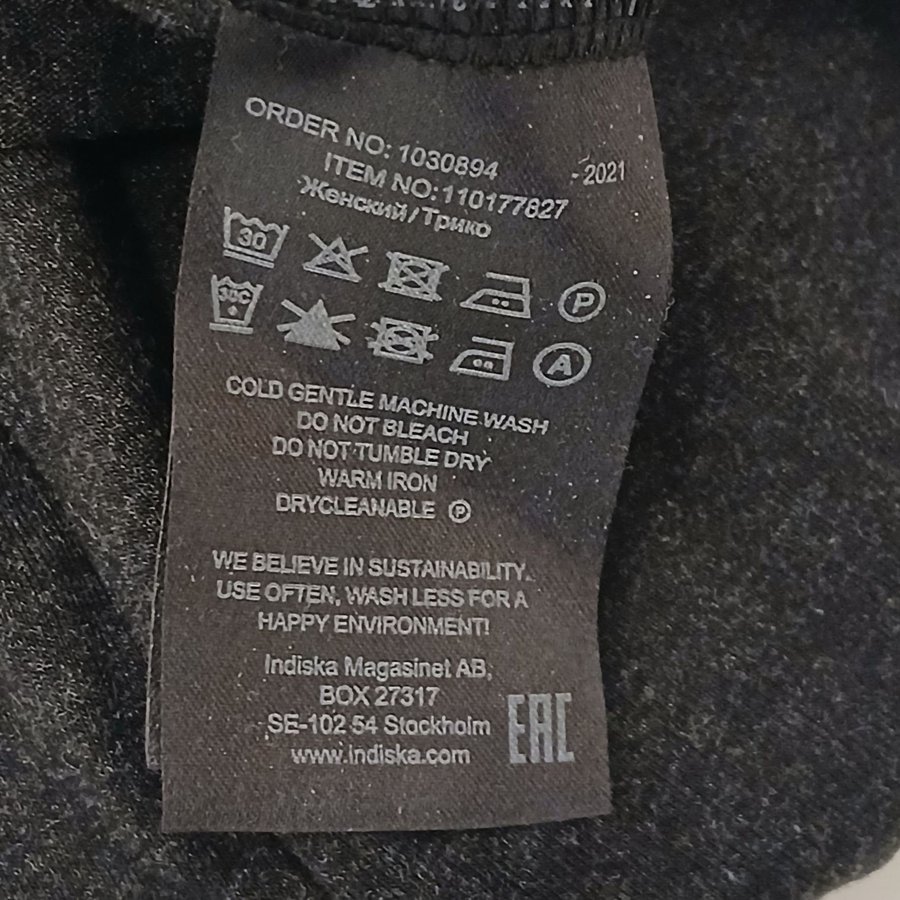 ORDER NO: 1030894
- 2021
ITEM NO:110177827
Женский/Трико
30
P
30C
A
COLD GENTLE MACHINE WASH
DO NOT BLEACH
DO NOT TUMBLE DRY
WARM IRON
DRYCLEANABLE P
WE BELIEVE IN SUSTAINABILITY.
USE OFTEN, WASH LESS FOR A
HAPPY ENVIRONMENT!
Indiska Magasinet AB,
BOX 27317
SE-102 54 Stockholm
www.indiska.com
EAC